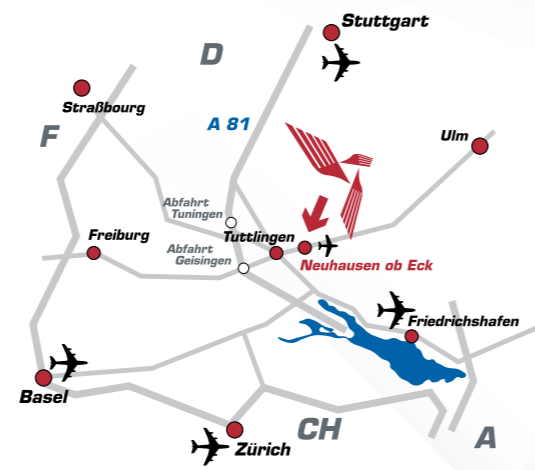 Stuttgart
D
Straßbourg
A 81
F
Ulm
Abfahrt
Tuningen
Freiburg
Tuttlingen
Abfahrt
Geisingen
Neuhausen ob Eck
Friedrichshafen
Basel
CH
A
Zürich